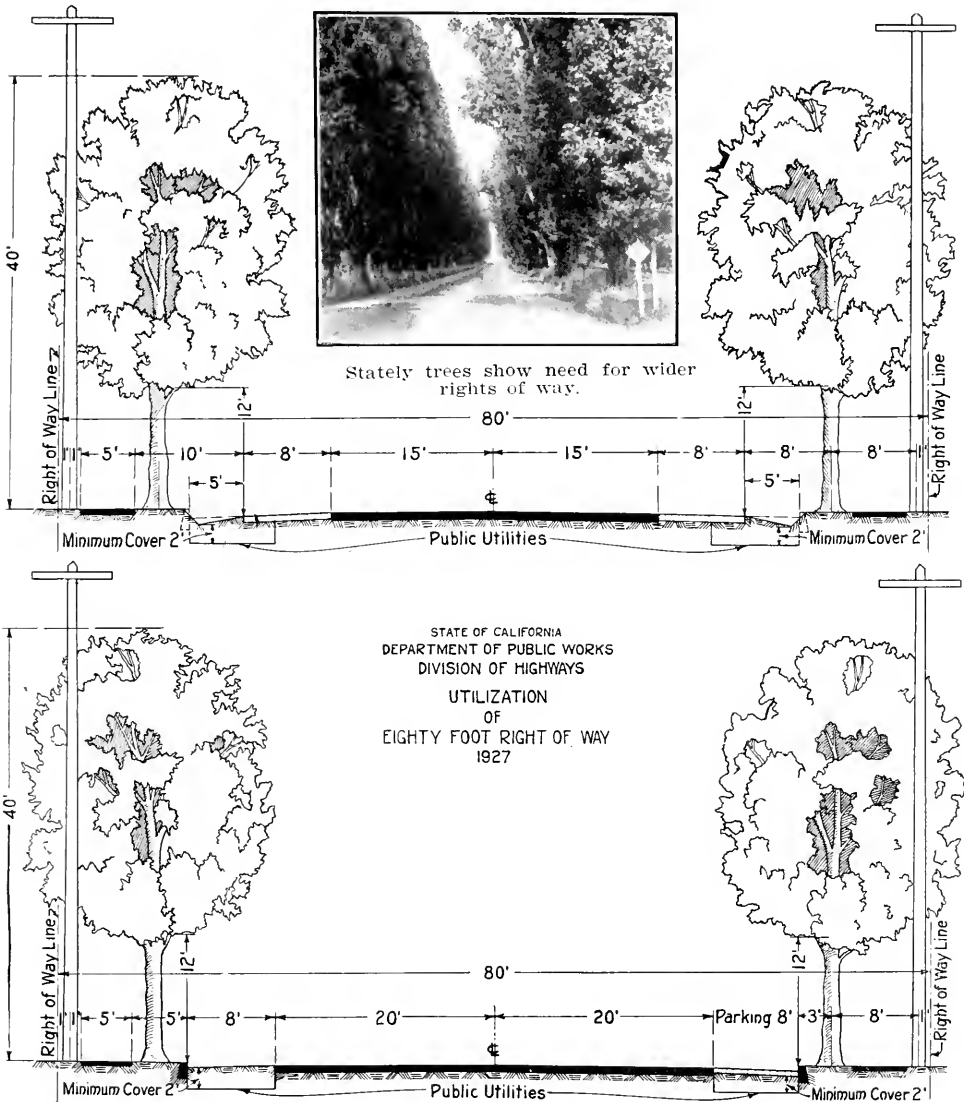 Stately trees show need for wider
rights of way.
40'
Right of Way Line
12'
80'
12'
Right of Way Line
1' 1' 5' 10' 8' 15' 15' 8' 8' 8' 1'
5' 5'
℄
Minimum Cover 2' Public Utilities Minimum Cover 2'
STATE OF CALIFORNIA
DEPARTMENT OF PUBLIC WORKS
DIVISION OF HIGHWAYS
UTILIZATION
OF
EIGHTY FOOT RIGHT OF WAY
1927
40'
Right of Way Line
12'
80'
12'
Right of Way Line
1' 1' 5' 5' 8' 20' 20' Parking 8' 3' 8' 1'
℄
Minimum Cover 2' Public Utilities Minimum Cover 2'